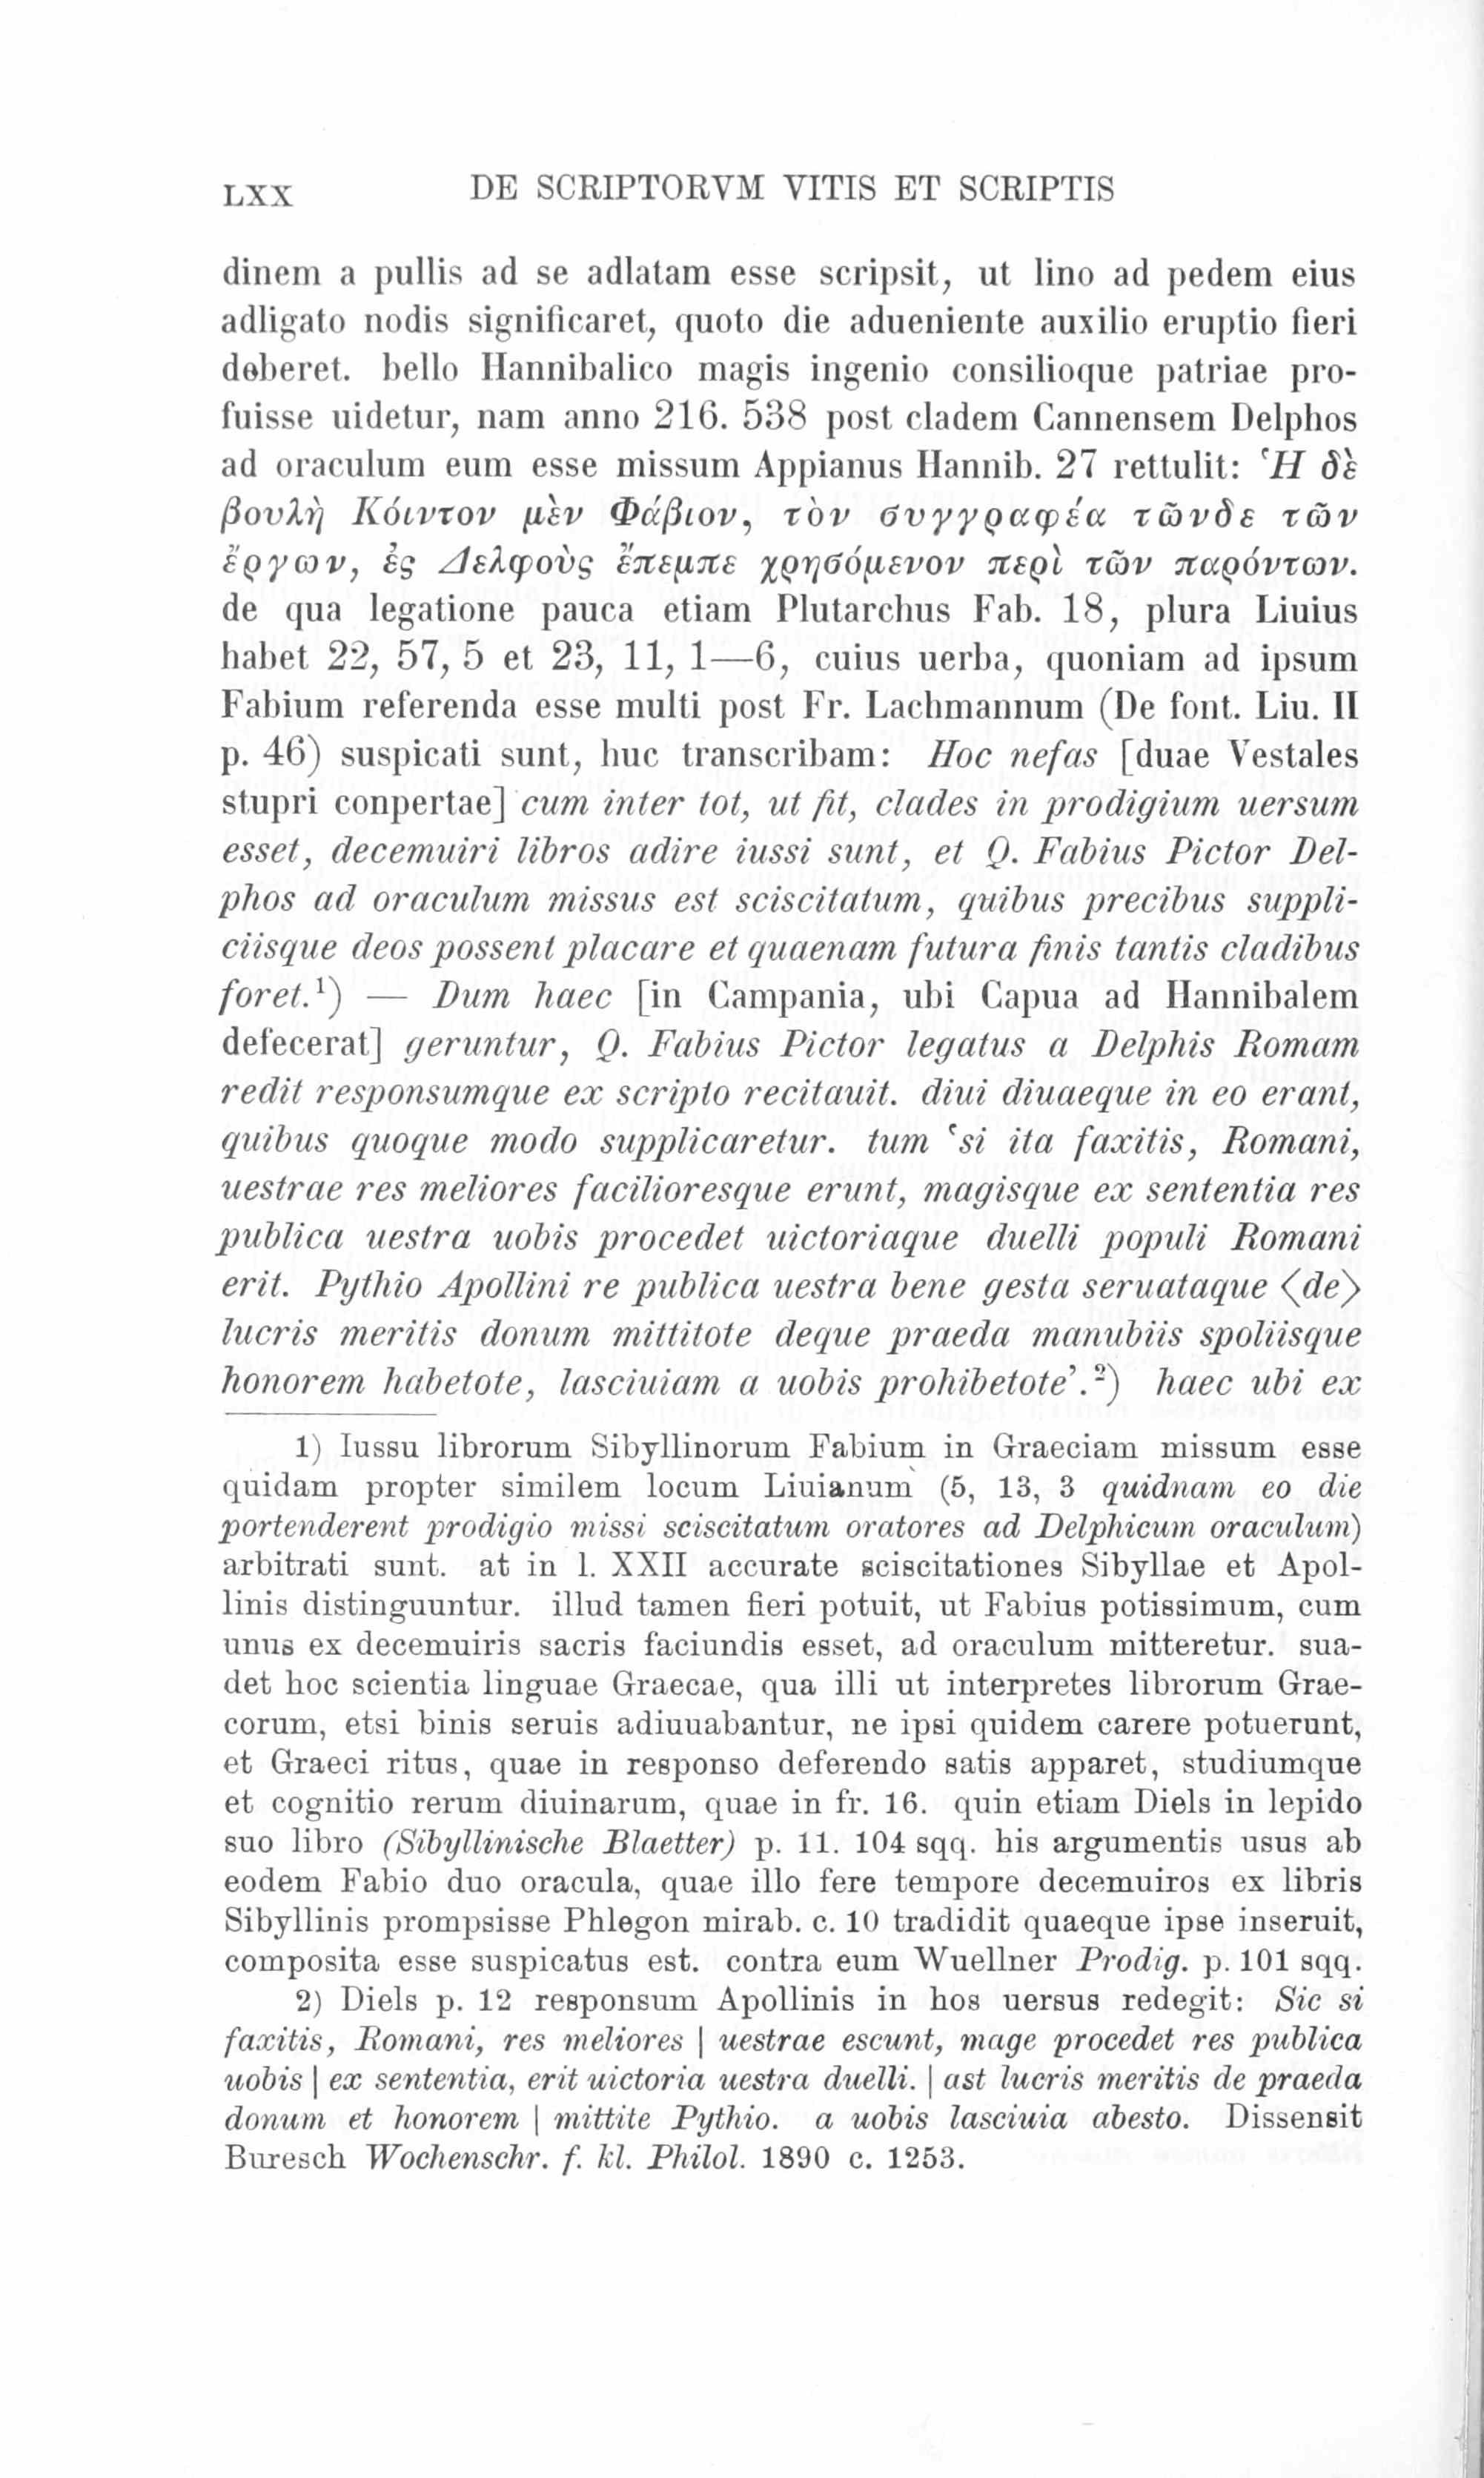 LXX DE SCRIPTORVM VITIS ET SCRIPTIS
dinem a pullis ad se adlatam esse scripsit, ut lino ad pedem eius
adligato nodis significaret, quoto die adueniente auxilio eruptio fieri
deberet. bello Hannibalico magis ingenio consilioque patriae pro-
fuisse uidetur, nam anno 216. 538 post cladem Cannensem Delphos
ad oraculum eum esse missum Appianus Hannib. 27 rettulit: Ἡ δὲ
βουλὴ Κόιντον μὲν Φάβιον, τὸν συγγραφέα τῶνδε τῶν
ἔργων, ἐς Δελφοὺς ἔπεμπε χρησόμενον περὶ τῶν παρόντων.
de qua legatione pauca etiam Plutarchus Fab. 18, plura Liuius
habet 22, 57, 5 et 23, 11, 1—6, cuius uerba, quoniam ad ipsum
Fabium referenda esse multi post Fr. Lachmannum (De font. Liu. II
p. 46) suspicati sunt, huc transcribam: Hoc nefas [duae Vestales
stupri conpertae] cum inter tot, ut fit, clades in prodigium uersum
esset, decemuiri libros adire iussi sunt, et Q. Fabius Pictor Del-
phos ad oraculum missus est sciscitatum, quibus precibus suppli-
ciisque deos possent placare et quaenam futura finis tantis cladibus
foret.¹) — Dum haec [in Campania, ubi Capua ad Hannibalem
defecerat] geruntur, Q. Fabius Pictor legatus a Delphis Romam
redit responsumque ex scripto recitauit. diui diuaeque in eo erant,
quibus quoque modo supplicaretur. tum ‘si ita faxitis, Romani,
uestrae res meliores facilioresque erunt, magisque ex sententia res
publica uestra uobis procedet uictoriaque duelli populi Romani
erit. Pythio Apollini re publica uestra bene gesta seruataque ⟨de⟩
lucris meritis donum mittitote deque praeda manubiis spoliisque
honorem habetote, lasciuiam a uobis prohibetote’.²) haec ubi ex
1) Iussu librorum Sibyllinorum Fabium in Graeciam missum esse
quidam propter similem locum Liuianum (5, 13, 3 quidnam eo die
portenderent prodigio missi sciscitatum oratores ad Delphicum oraculum)
arbitrati sunt. at in l. XXII accurate sciscitationes Sibyllae et Apol-
linis distinguuntur. illud tamen fieri potuit, ut Fabius potissimum, cum
unus ex decemuiris sacris faciundis esset, ad oraculum mitteretur. sua-
det hoc scientia linguae Graecae, qua illi ut interpretes librorum Grae-
corum, etsi binis seruis adiuuabantur, ne ipsi quidem carere potuerunt,
et Graeci ritus, quae in responso deferendo satis apparet, studiumque
et cognitio rerum diuinarum, quae in fr. 16. quin etiam Diels in lepido
suo libro (Sibyllinische Blaetter) p. 11. 104 sqq. his argumentis usus ab
eodem Fabio duo oracula, quae illo fere tempore decemuiros ex libris
Sibyllinis prompsisse Phlegon mirab. c. 10 tradidit quaeque ipse inseruit,
composita esse suspicatus est. contra eum Wuellner Prodig. p. 101 sqq.
2) Diels p. 12 responsum Apollinis in hos uersus redegit: Sic si
faxitis, Romani, res meliores | uestrae escunt, mage procedet res publica
uobis | ex sententia, erit uictoria uestra duelli. | ast lucris meritis de praeda
donum et honorem | mittite Pythio. a uobis lasciuia abesto. Dissensit
Buresch Wochenschr. f. kl. Philol. 1890 c. 1253.